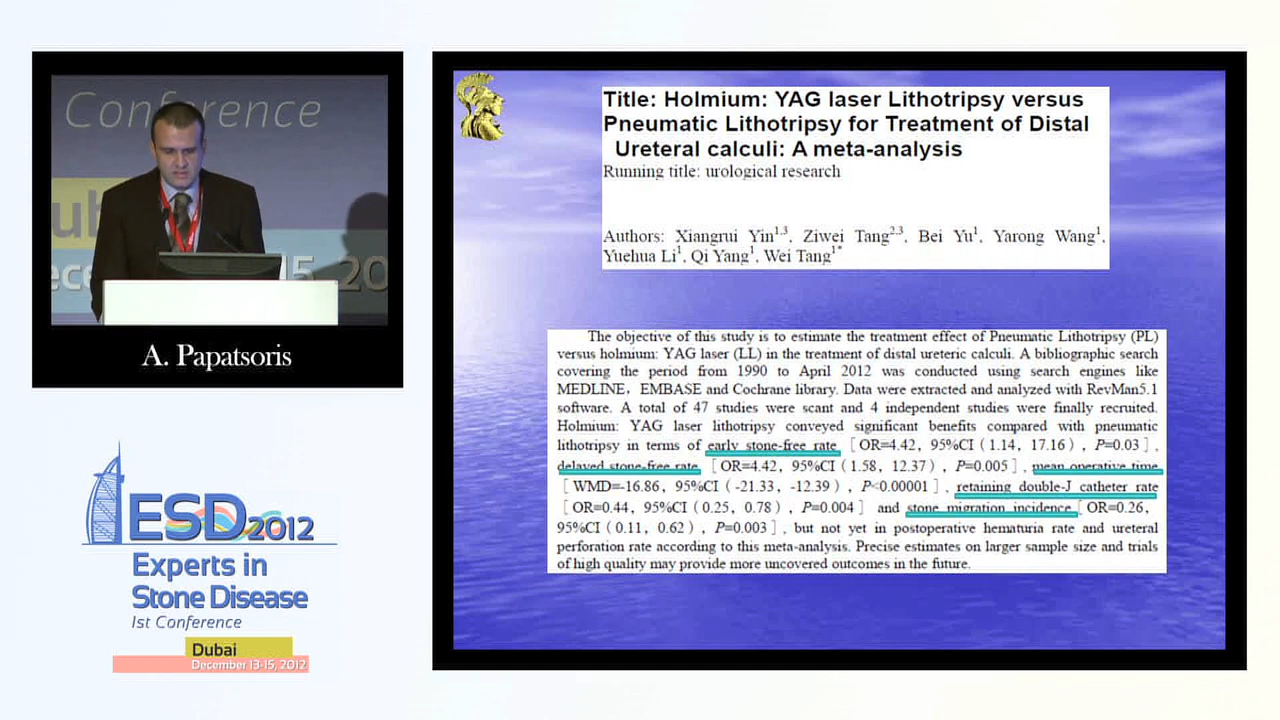 Conference
ub
ece
15, 20
A. Papatsoris
ESD 2012
Experts in
Stone Disease
1st Conference
Dubai
December 13-15, 2012
Title: Holmium: YAG laser Lithotripsy versus
Pneumatic Lithotripsy for Treatment of Distal
Ureteral calculi: A meta-analysis
Running title: urological research
Authors: Xiangrui Yin1,3, Ziwei Tang2,3, Bei Yu1, Yarong Wang1,
Yuehua Li1, Qi Yang1, Wei Tang1*
The objective of this study is to estimate the treatment effect of Pneumatic Lithotripsy (PL)
versus holmium: YAG laser (LL) in the treatment of distal ureteric calculi. A bibliographic search
covering the period from 1990 to April 2012 was conducted using search engines like
MEDLINE, EMBASE and Cochrane library. Data were extracted and analyzed with RevMan5.1
software. A total of 47 studies were scant and 4 independent studies were finally recruited.
Holmium: YAG laser lithotripsy conveyed significant benefits compared with pneumatic
lithotripsy in terms of early stone-free rate [OR=4.42, 95%CI (1.14, 17.16), P=0.03],
delayed stone-free rate [OR=4.42, 95%CI (1.58, 12.37), P=0.005], mean operative time
[WMD=-16.86, 95%CI (-21.33, -12.39), P<0.00001], retaining double-J catheter rate
[OR=0.44, 95%CI (0.25, 0.78), P=0.004] and stone migration incidence [OR=0.26,
95%CI (0.11, 0.62), P=0.003], but not yet in postoperative hematuria rate and ureteral
perforation rate according to this meta-analysis. Precise estimates on larger sample size and trials
of high quality may provide more uncovered outcomes in the future.